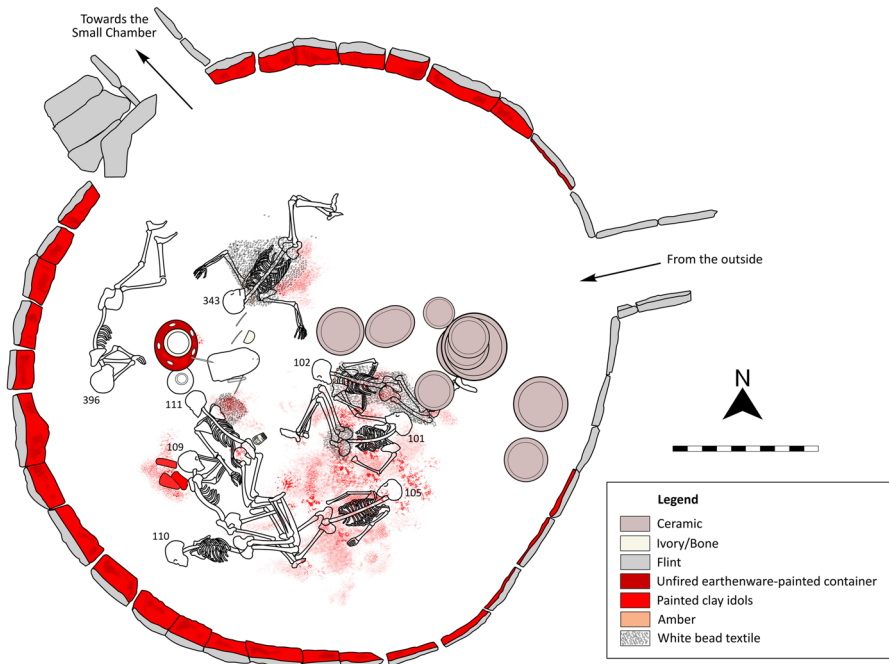 Towards the
Small Chamber
From the outside
343
102
396
111
101
109
105
110
N
Legend
Ceramic
Ivory/Bone
Flint
Unfired earthenware-painted container
Painted clay idols
Amber
White bead textile